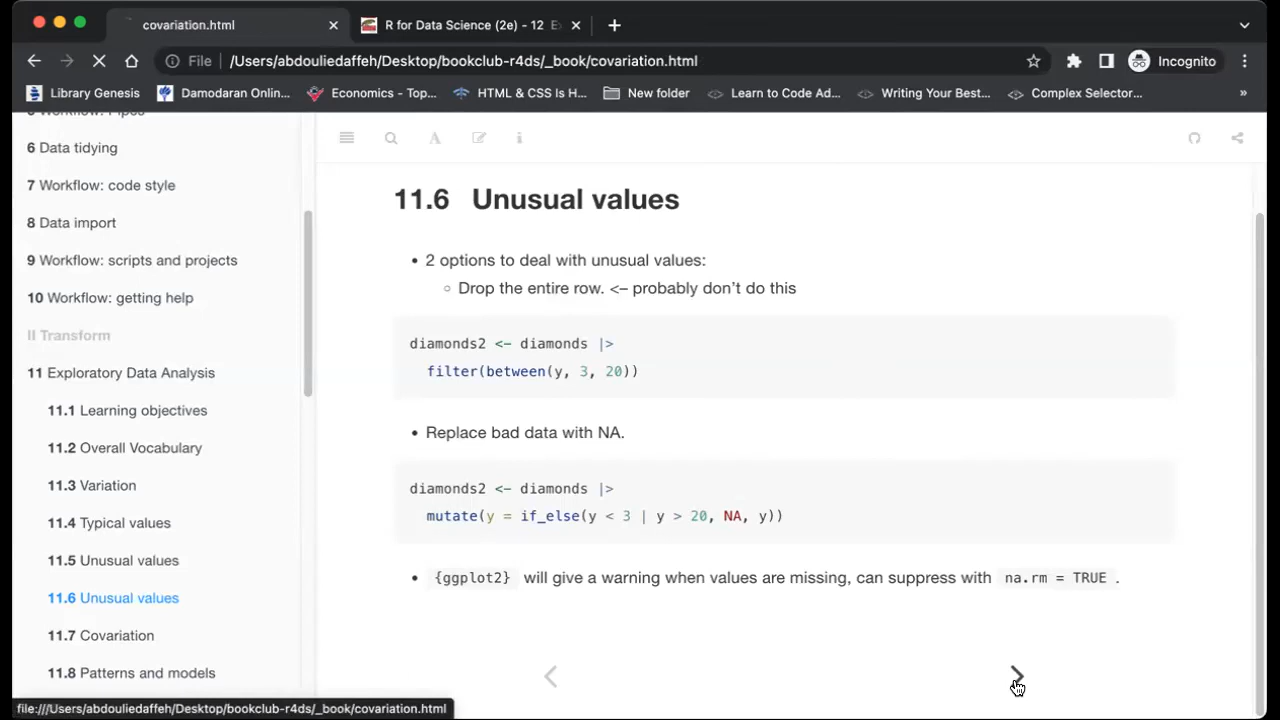 covariation.html
R for Data Science (2e) - 12 E
File
/Users/abdouliedaffeh/Desktop/bookclub-r4ds/_book/covariation.html
Incognito
Library Genesis
Damodaran Onlin...
Economics - Top...
HTML & CSS Is H...
New folder
Learn to Code Ad...
Writing Your Best...
Complex Selector...
»
5 Workflow: Pipes
6 Data tidying
7 Workflow: code style
8 Data import
9 Workflow: scripts and projects
10 Workflow: getting help
II Transform
11 Exploratory Data Analysis
11.1 Learning objectives
11.2 Overall Vocabulary
11.3 Variation
11.4 Typical values
11.5 Unusual values
11.6 Unusual values
11.7 Covariation
11.8 Patterns and models
11.6 Unusual values
• 2 options to deal with unusual values:
○ Drop the entire row. <– probably don't do this
diamonds2 <- diamonds |>
filter(between(y, 3, 20))
• Replace bad data with NA.
diamonds2 <- diamonds |>
mutate(y = if_else(y < 3 | y > 20, NA, y))
• {ggplot2} will give a warning when values are missing, can suppress with na.rm = TRUE .
file:///Users/abdouliedaffeh/Desktop/bookclub-r4ds/_book/covariation.html